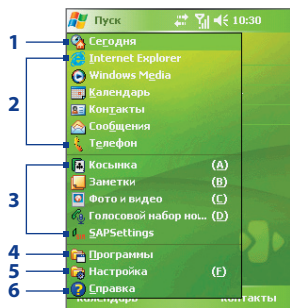 Пуск 10:30
1 Сегодня
Internet Explorer
Windows Media
Календарь
2 Контакты
Сообщения
Телефон
Косынка (A)
Заметки (B)
3 Фото и видео (C)
Голосовой набор но... (D)
SAPSettings
4 Программы
5 Настройка (F)
6 Справка
Календарь Контакты